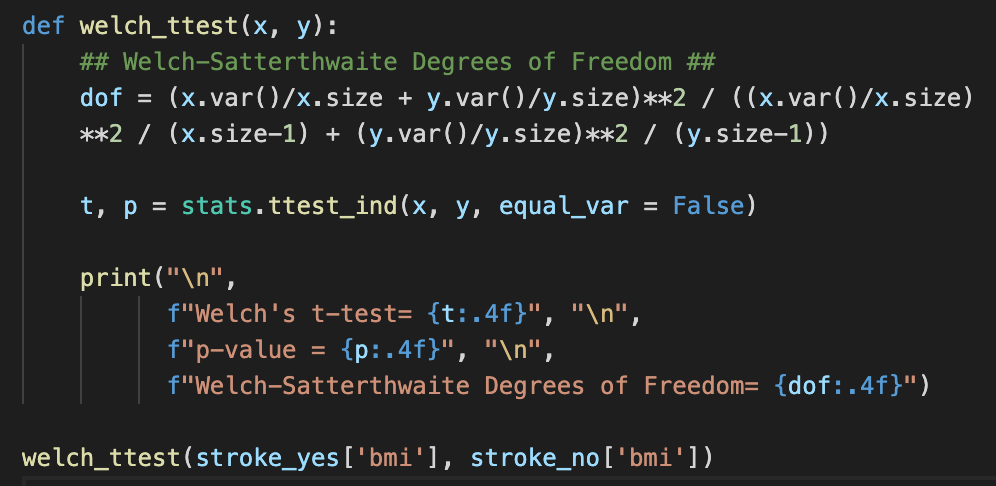 def welch_ttest(x, y):
## Welch-Satterthwaite Degrees of Freedom ##
dof = (x.var()/x.size + y.var()/y.size)**2 / ((x.var()/x.size)
**2 / (x.size-1) + (y.var()/y.size)**2 / (y.size-1))
t, p = stats.ttest_ind(x, y, equal_var = False)
print("\n",
f"Welch's t-test= {t:.4f}", "\n",
f"p-value = {p:.4f}", "\n",
f"Welch-Satterthwaite Degrees of Freedom= {dof:.4f}")
welch_ttest(stroke_yes['bmi'], stroke_no['bmi'])